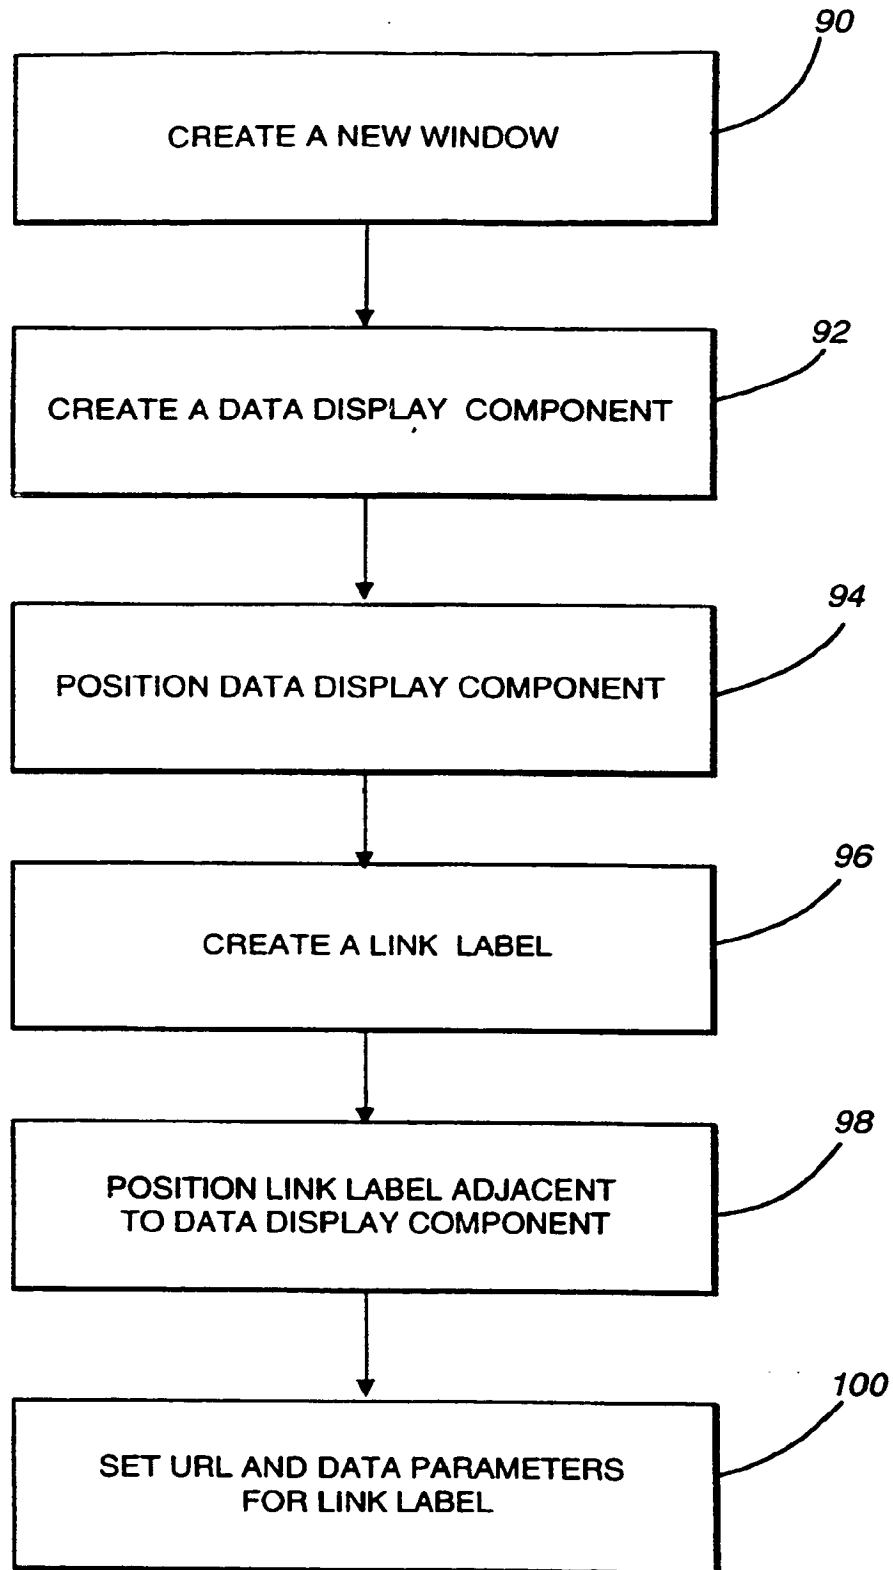 90
CREATE A NEW WINDOW
92
CREATE A DATA DISPLAY COMPONENT
94
POSITION DATA DISPLAY COMPONENT
96
CREATE A LINK LABEL
98
POSITION LINK LABEL ADJACENT
TO DATA DISPLAY COMPONENT
100
SET URL AND DATA PARAMETERS
FOR LINK LABEL